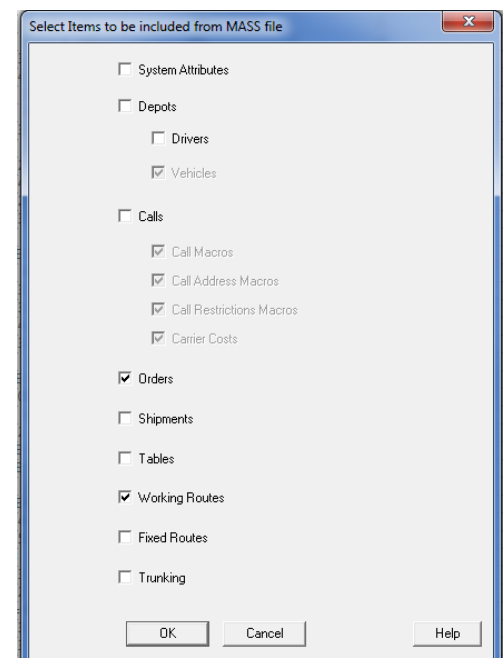 Select Items to be included from MASS file
System Attributes
Depots
Drivers
Vehicles
Calls
Call Macros
Call Address Macros
Call Restrictions Macros
Carrier Costs
Orders
Shipments
Tables
Working Routes
Fixed Routes
Trunking
OK Cancel Help